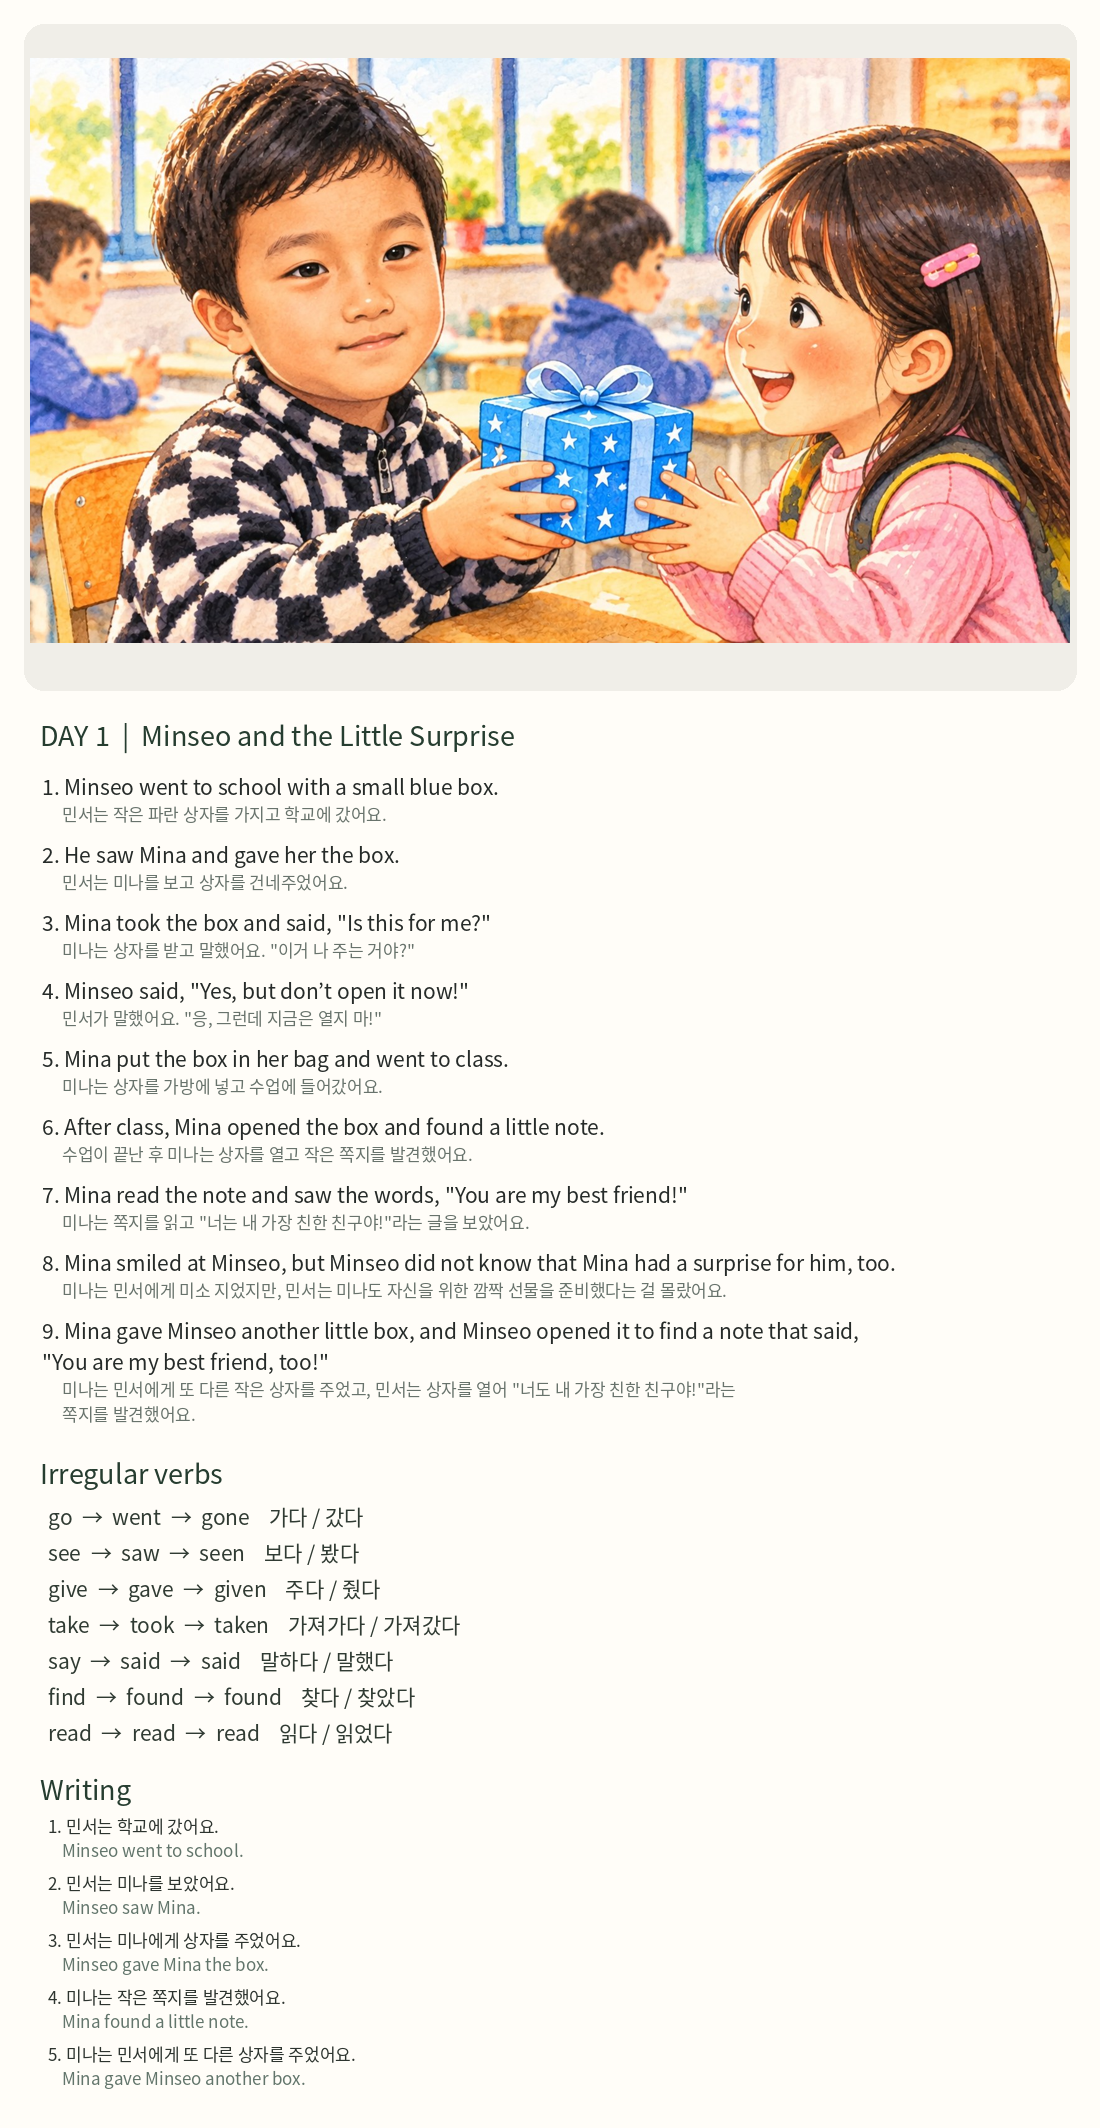 DAY 1 | Minseo and the Little Surprise
1. Minseo went to school with a small blue box.
민서는 작은 파란 상자를 가지고 학교에 갔어요.
2. He saw Mina and gave her the box.
민서는 미나를 보고 상자를 건네주었어요.
3. Mina took the box and said, "Is this for me?"
미나는 상자를 받고 말했어요. "이거 나 주는 거야?"
4. Minseo said, "Yes, but don’t open it now!"
민서가 말했어요. "응, 그런데 지금은 열지 마!"
5. Mina put the box in her bag and went to class.
미나는 상자를 가방에 넣고 수업에 들어갔어요.
6. After class, Mina opened the box and found a little note.
수업이 끝난 후 미나는 상자를 열고 작은 쪽지를 발견했어요.
7. Mina read the note and saw the words, "You are my best friend!"
미나는 쪽지를 읽고 "너는 내 가장 친한 친구야!"라는 글을 보았어요.
8. Mina smiled at Minseo, but Minseo did not know that Mina had a surprise for him, too.
미나는 민서에게 미소 지었지만, 민서는 미나도 자신을 위한 깜짝 선물을 준비했다는 걸 몰랐어요.
9. Mina gave Minseo another little box, and Minseo opened it to find a note that said,
"You are my best friend, too!"
미나는 민서에게 또 다른 작은 상자를 주었고, 민서는 상자를 열어 "너도 내 가장 친한 친구야!"라는
쪽지를 발견했어요.
Irregular verbs
go → went → gone 가다 / 갔다
see → saw → seen 보다 / 봤다
give → gave → given 주다 / 줬다
take → took → taken 가져가다 / 가져갔다
say → said → said 말하다 / 말했다
find → found → found 찾다 / 찾았다
read → read → read 읽다 / 읽었다
Writing
1. 민서는 학교에 갔어요.
Minseo went to school.
2. 민서는 미나를 보았어요.
Minseo saw Mina.
3. 민서는 미나에게 상자를 주었어요.
Minseo gave Mina the box.
4. 미나는 작은 쪽지를 발견했어요.
Mina found a little note.
5. 미나는 민서에게 또 다른 상자를 주었어요.
Mina gave Minseo another box.